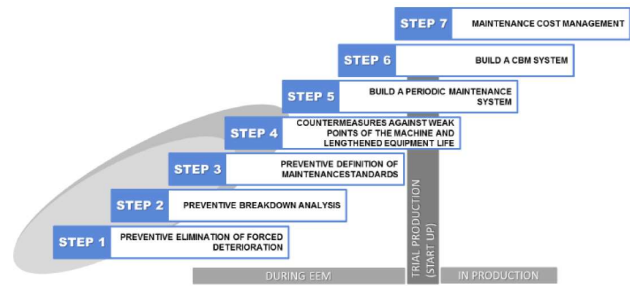 STEP 7 MAINTENANCE COST MANAGEMENT
STEP 6 BUILD A CBM SYSTEM
STEP 5 BUILD A PERIODIC MAINTENANCE
SYSTEM
STEP 4 COUNTERMEASURES AGAINST WEAK
POINTS OF THE MACHINE AND
LENGTHENED EQUIPMENT LIFE
STEP 3 PREVENTIVE DEFINITION OF
MAINTENANCESTANDARDS
STEP 2 PREVENTIVE BREAKDOWN ANALYSIS
STEP 1 PREVENTIVE ELIMINATION OF FORCED
DETERIORATION
TRIAL PRODUCTION
(START UP)
DURING EEM
IN PRODUCTION